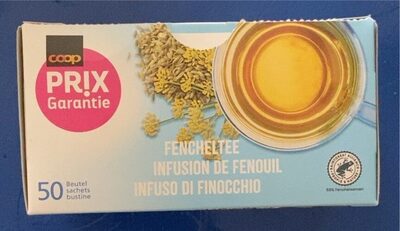 coop
PR!X
Garantie
FENCHELTEE
INFUSION DE FENOUIL
INFUSO DI FINOCCHIO
50
Beutel
sachets
bustine